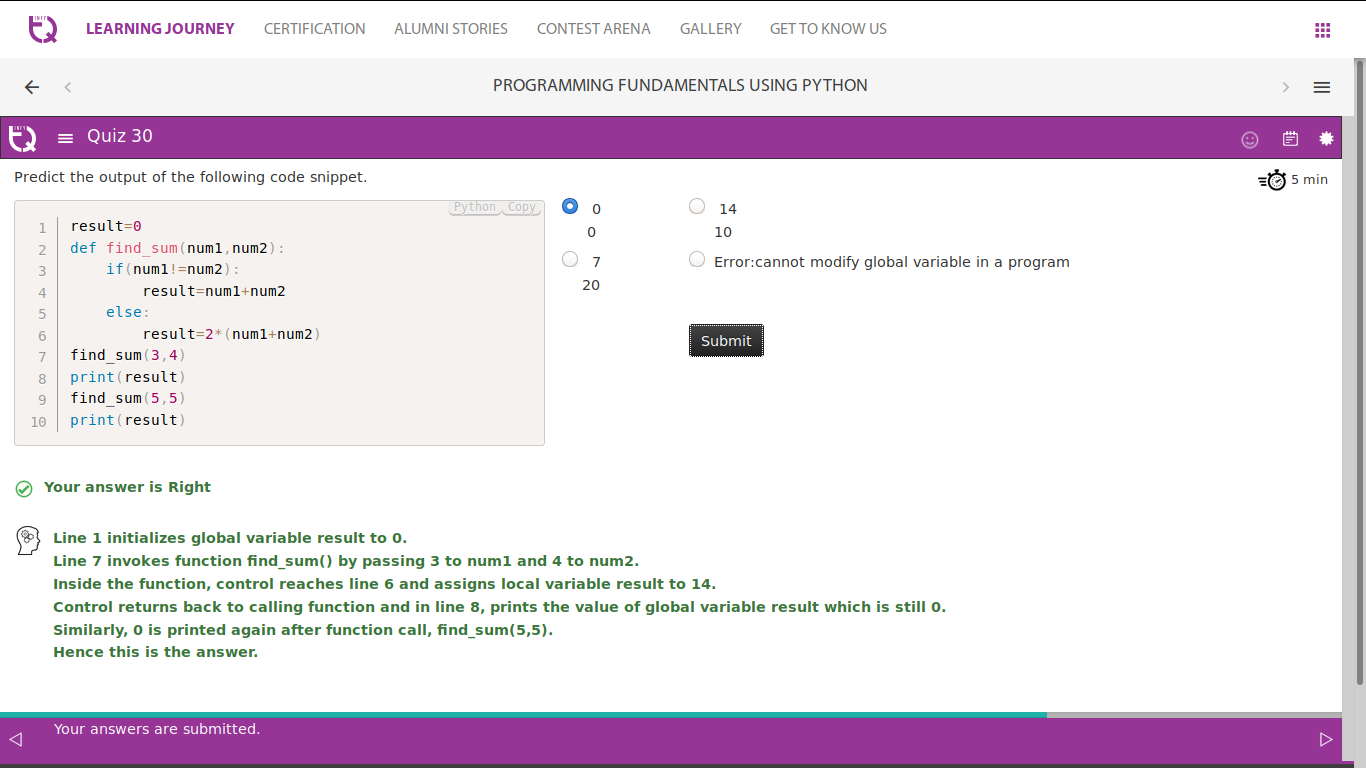 INFY
TQ
LEARNING JOURNEY CERTIFICATION ALUMNI STORIES CONTEST ARENA GALLERY GET TO KNOW US
PROGRAMMING FUNDAMENTALS USING PYTHON
INFY
TQ
Quiz 30
Predict the output of the following code snippet.
5 min
Python Copy
1 result=0
2 def find_sum(num1,num2):
3     if(num1!=num2):
4         result=num1+num2
5     else:
6         result=2*(num1+num2)
7 find_sum(3,4)
8 print(result)
9 find_sum(5,5)
10 print(result)
0
0
14
10
7
20
Error:cannot modify global variable in a program
Submit
Your answer is Right
Line 1 initializes global variable result to 0.
Line 7 invokes function find_sum() by passing 3 to num1 and 4 to num2.
Inside the function, control reaches line 6 and assigns local variable result to 14.
Control returns back to calling function and in line 8, prints the value of global variable result which is still 0.
Similarly, 0 is printed again after function call, find_sum(5,5).
Hence this is the answer.
Your answers are submitted.